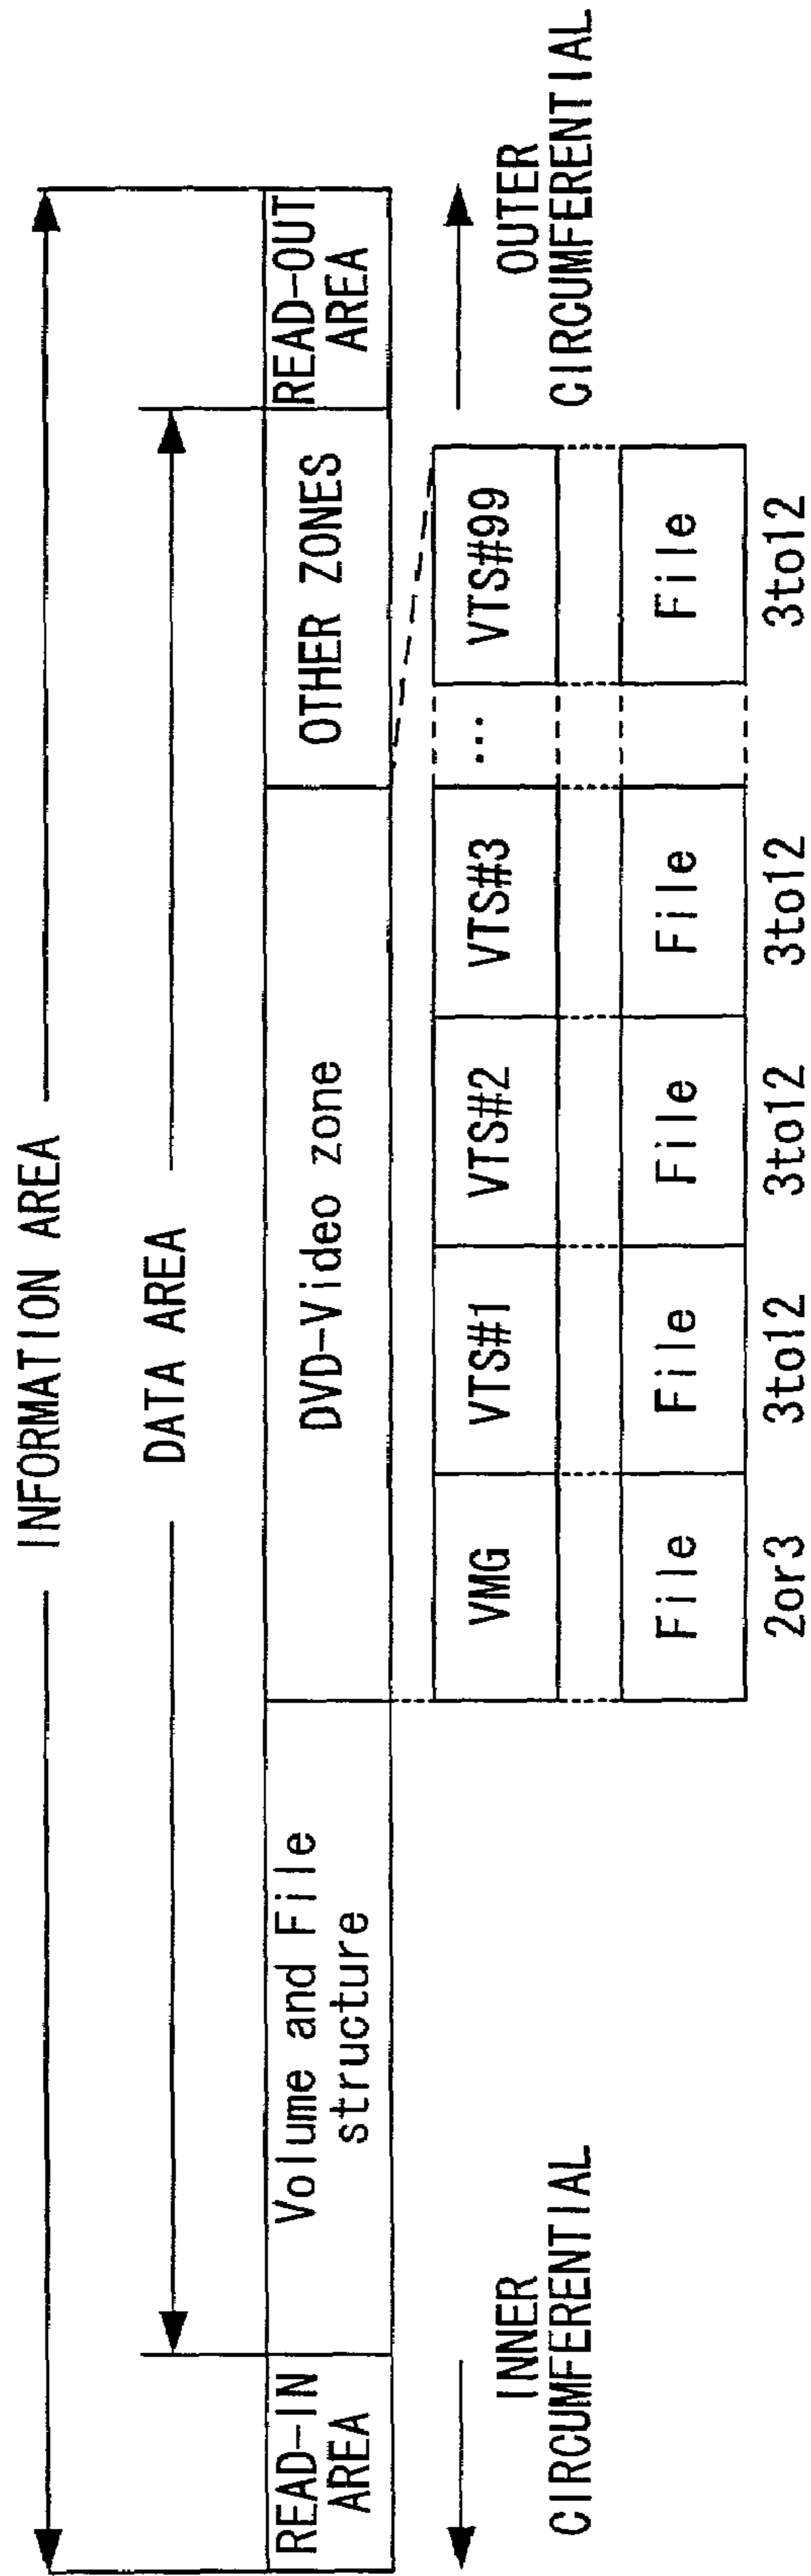 INFORMATION AREA
DATA AREA
READ-IN
AREA
Volume and File
structure
DVD-Video zone
OTHER ZONES
READ-OUT
AREA
INNER
CIRCUMFERENTIAL
OUTER
CIRCUMFERENTIAL
VMG
VTS#1
VTS#2
VTS#3
...
VTS#99
File
File
File
File
File
2or3
3to12
3to12
3to12
3to12